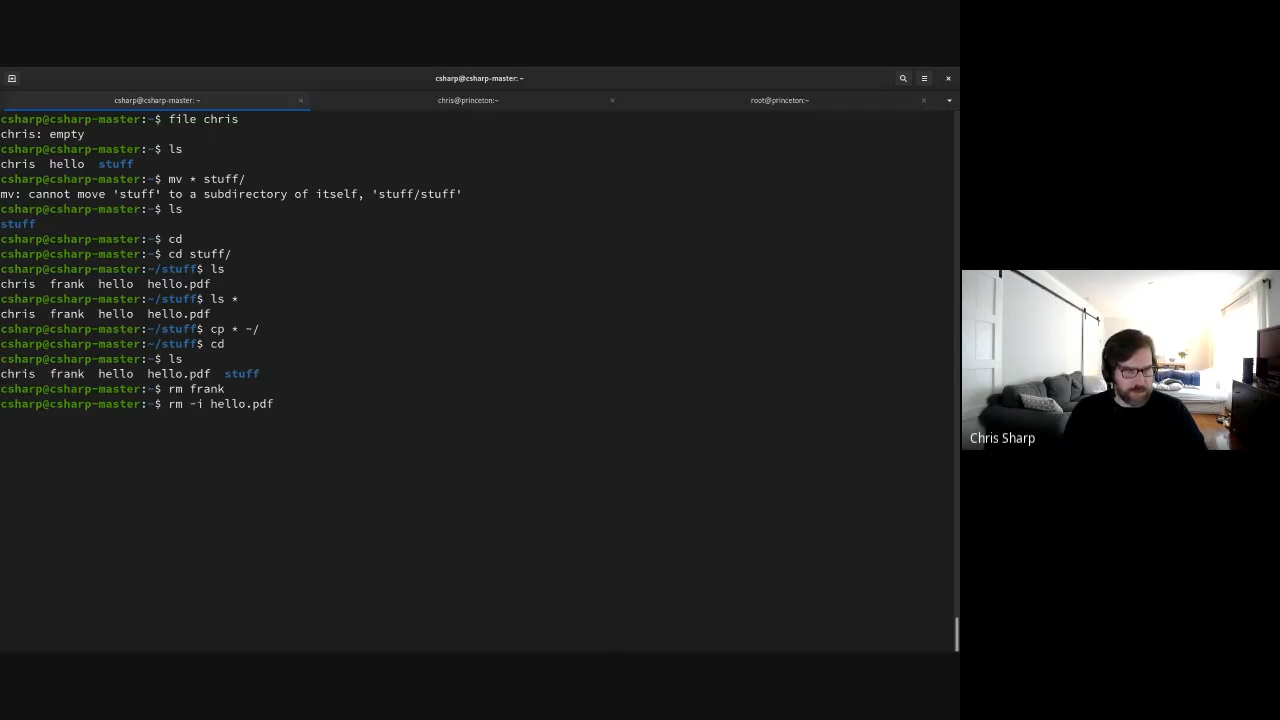 csharp@csharp-master: ~
csharp@csharp-master: ~
chris@princeton:~
root@princeton:~
csharp@csharp-master:~$ file chris
chris: empty
csharp@csharp-master:~$ ls
chris  hello  stuff
csharp@csharp-master:~$ mv * stuff/
mv: cannot move 'stuff' to a subdirectory of itself, 'stuff/stuff'
csharp@csharp-master:~$ ls
stuff
csharp@csharp-master:~$ cd
csharp@csharp-master:~$ cd stuff/
csharp@csharp-master:~/stuff$ ls
chris  frank  hello  hello.pdf
csharp@csharp-master:~/stuff$ ls *
chris  frank  hello  hello.pdf
csharp@csharp-master:~/stuff$ cp * ~/
csharp@csharp-master:~/stuff$ cd
csharp@csharp-master:~$ ls
chris  frank  hello  hello.pdf  stuff
csharp@csharp-master:~$ rm frank
csharp@csharp-master:~$ rm -i hello.pdf
Chris Sharp